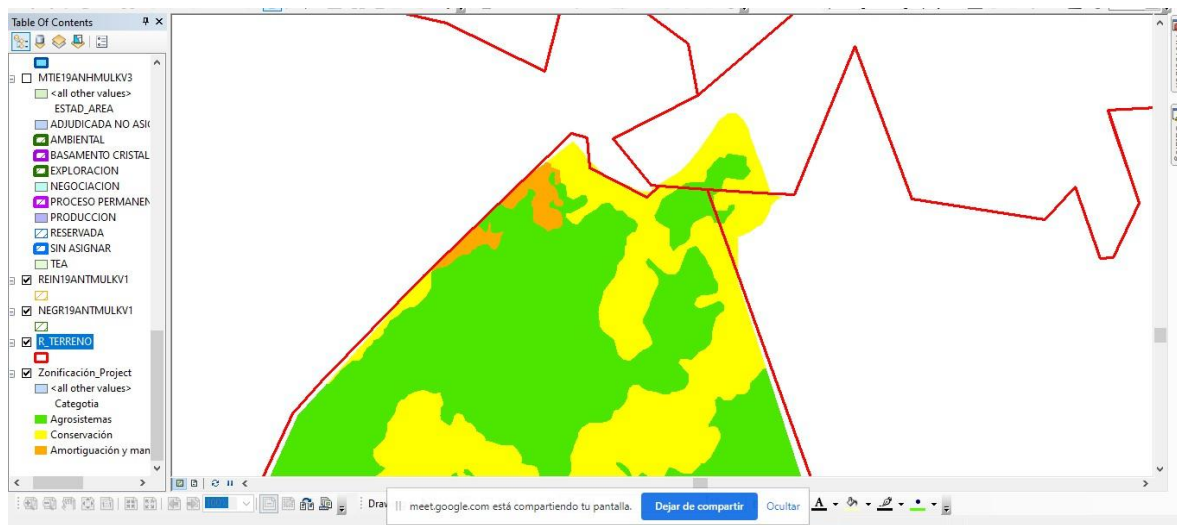 Table Of Contents
MTIE19ANHMULKV3
<all other values>
ESTAD_AREA
ADJUDICADA NO ASI
AMBIENTAL
BASAMENTO CRISTAL
EXPLORACION
NEGOCIACION
PROCESO PERMANEN
PRODUCCION
RESERVADA
SIN ASIGNAR
TEA
REIN19ANTMULKV1
NEGR19ANTMULKV1
R_TERRENO
Zonificación_Project
<all other values>
Categotia
Agrosistemas
Conservación
Amortiguación y man
Drav
meet.google.com está compartiendo tu pantalla.
Dejar de compartir
Ocultar
A